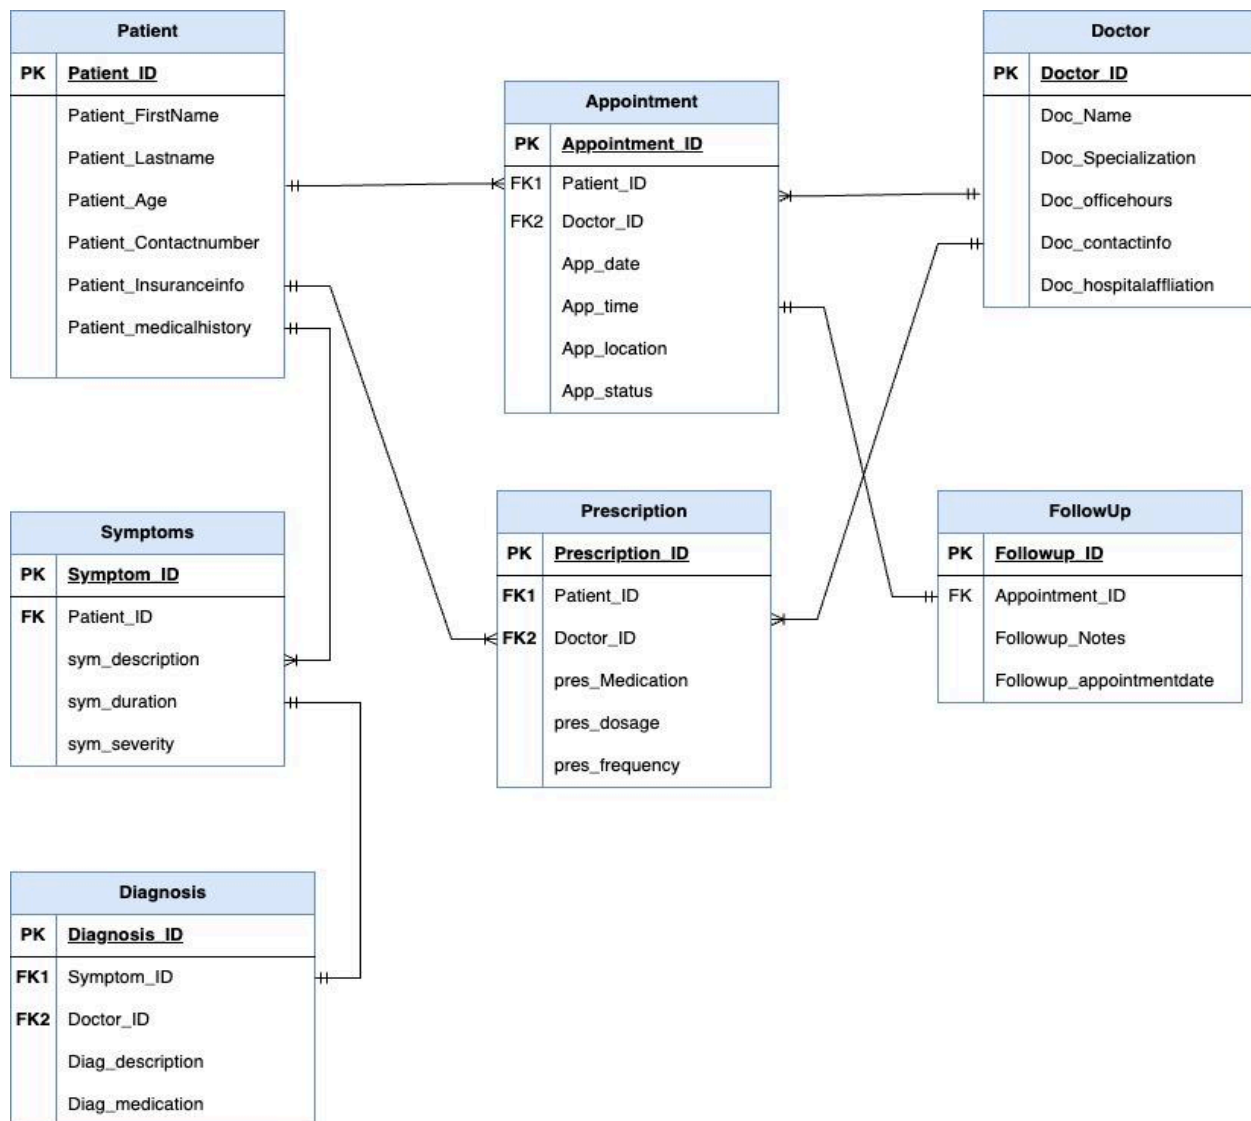 Patient
PK Patient_ID
Patient_FirstName
Patient_Lastname
Patient_Age
Patient_Contactnumber
Patient_Insuranceinfo
Patient_medicalhistory
Appointment
PK Appointment_ID
FK1 Patient_ID
FK2 Doctor_ID
App_date
App_time
App_location
App_status
Doctor
PK Doctor_ID
Doc_Name
Doc_Specialization
Doc_officehours
Doc_contactinfo
Doc_hospitalaffliation
Symptoms
PK Symptom_ID
FK Patient_ID
sym_description
sym_duration
sym_severity
Prescription
PK Prescription_ID
FK1 Patient_ID
FK2 Doctor_ID
pres_Medication
pres_dosage
pres_frequency
FollowUp
PK Followup_ID
FK Appointment_ID
Followup_Notes
Followup_appointmentdate
Diagnosis
PK Diagnosis_ID
FK1 Symptom_ID
FK2 Doctor_ID
Diag_description
Diag_medication